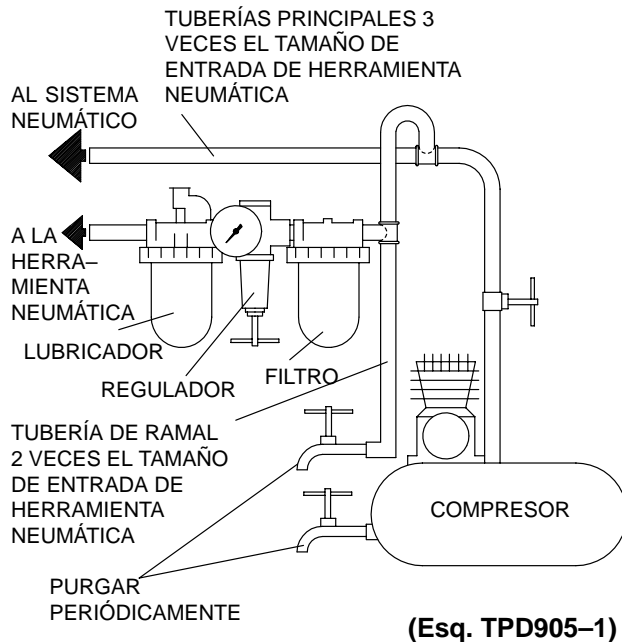 TUBERÍAS PRINCIPALES 3
VECES EL TAMAÑO DE
ENTRADA DE HERRAMIENTA
NEUMÁTICA
AL SISTEMA
NEUMÁTICO
A LA
HERRA–
MIENTA
NEUMÁTICA
LUBRICADOR
REGULADOR
FILTRO
TUBERÍA DE RAMAL
2 VECES EL TAMAÑO
DE ENTRADA DE
HERRAMIENTA
NEUMÁTICA
COMPRESOR
PURGAR
PERIÓDICAMENTE
(Esq. TPD905–1)